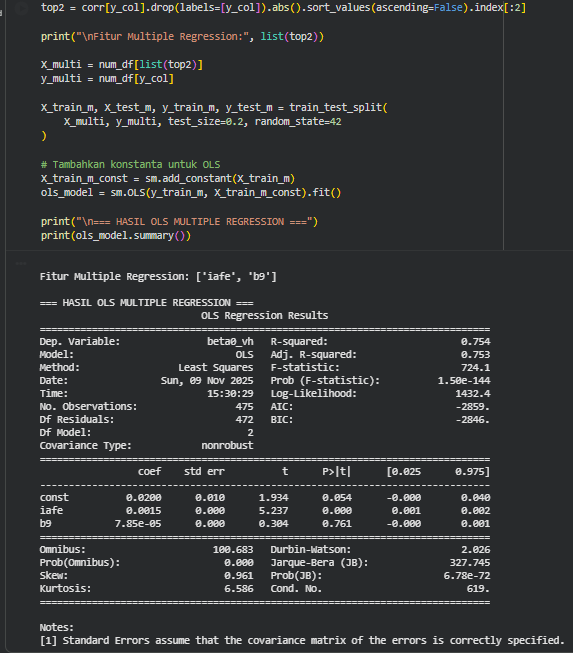 top2 = corr[y_col].drop(labels=[y_col]).abs().sort_values(ascending=False).index[:2]
print("\nFitur Multiple Regression:", list(top2))
X_multi = num_df[list(top2)]
y_multi = num_df[y_col]
X_train_m, X_test_m, y_train_m, y_test_m = train_test_split(
    X_multi, y_multi, test_size=0.2, random_state=42
)
# Tambahkan konstanta untuk OLS
X_train_m_const = sm.add_constant(X_train_m)
ols_model = sm.OLS(y_train_m, X_train_m_const).fit()
print("\n=== HASIL OLS MULTIPLE REGRESSION ===")
print(ols_model.summary())
Fitur Multiple Regression: ['iafe', 'b9']
=== HASIL OLS MULTIPLE REGRESSION ===
OLS Regression Results
==============================================================================
Dep. Variable: beta0_vh R-squared: 0.754
Model: OLS Adj. R-squared: 0.753
Method: Least Squares F-statistic: 724.1
Date: Sun, 09 Nov 2025 Prob (F-statistic): 1.50e-144
Time: 15:30:29 Log-Likelihood: 1432.4
No. Observations: 475 AIC: -2859.
Df Residuals: 472 BIC: -2846.
Df Model: 2
Covariance Type: nonrobust
==============================================================================
coef std err t P>|t| [0.025 0.975]
------------------------------------------------------------------------------
const 0.0200 0.010 1.934 0.054 -0.000 0.040
iafe 0.0015 0.000 5.237 0.000 0.001 0.002
b9 7.85e-05 0.000 0.304 0.761 -0.000 0.001
==============================================================================
Omnibus: 100.683 Durbin-Watson: 2.026
Prob(Omnibus): 0.000 Jarque-Bera (JB): 327.745
Skew: 0.961 Prob(JB): 6.78e-72
Kurtosis: 6.586 Cond. No. 619.
==============================================================================
Notes:
[1] Standard Errors assume that the covariance matrix of the errors is correctly specified.